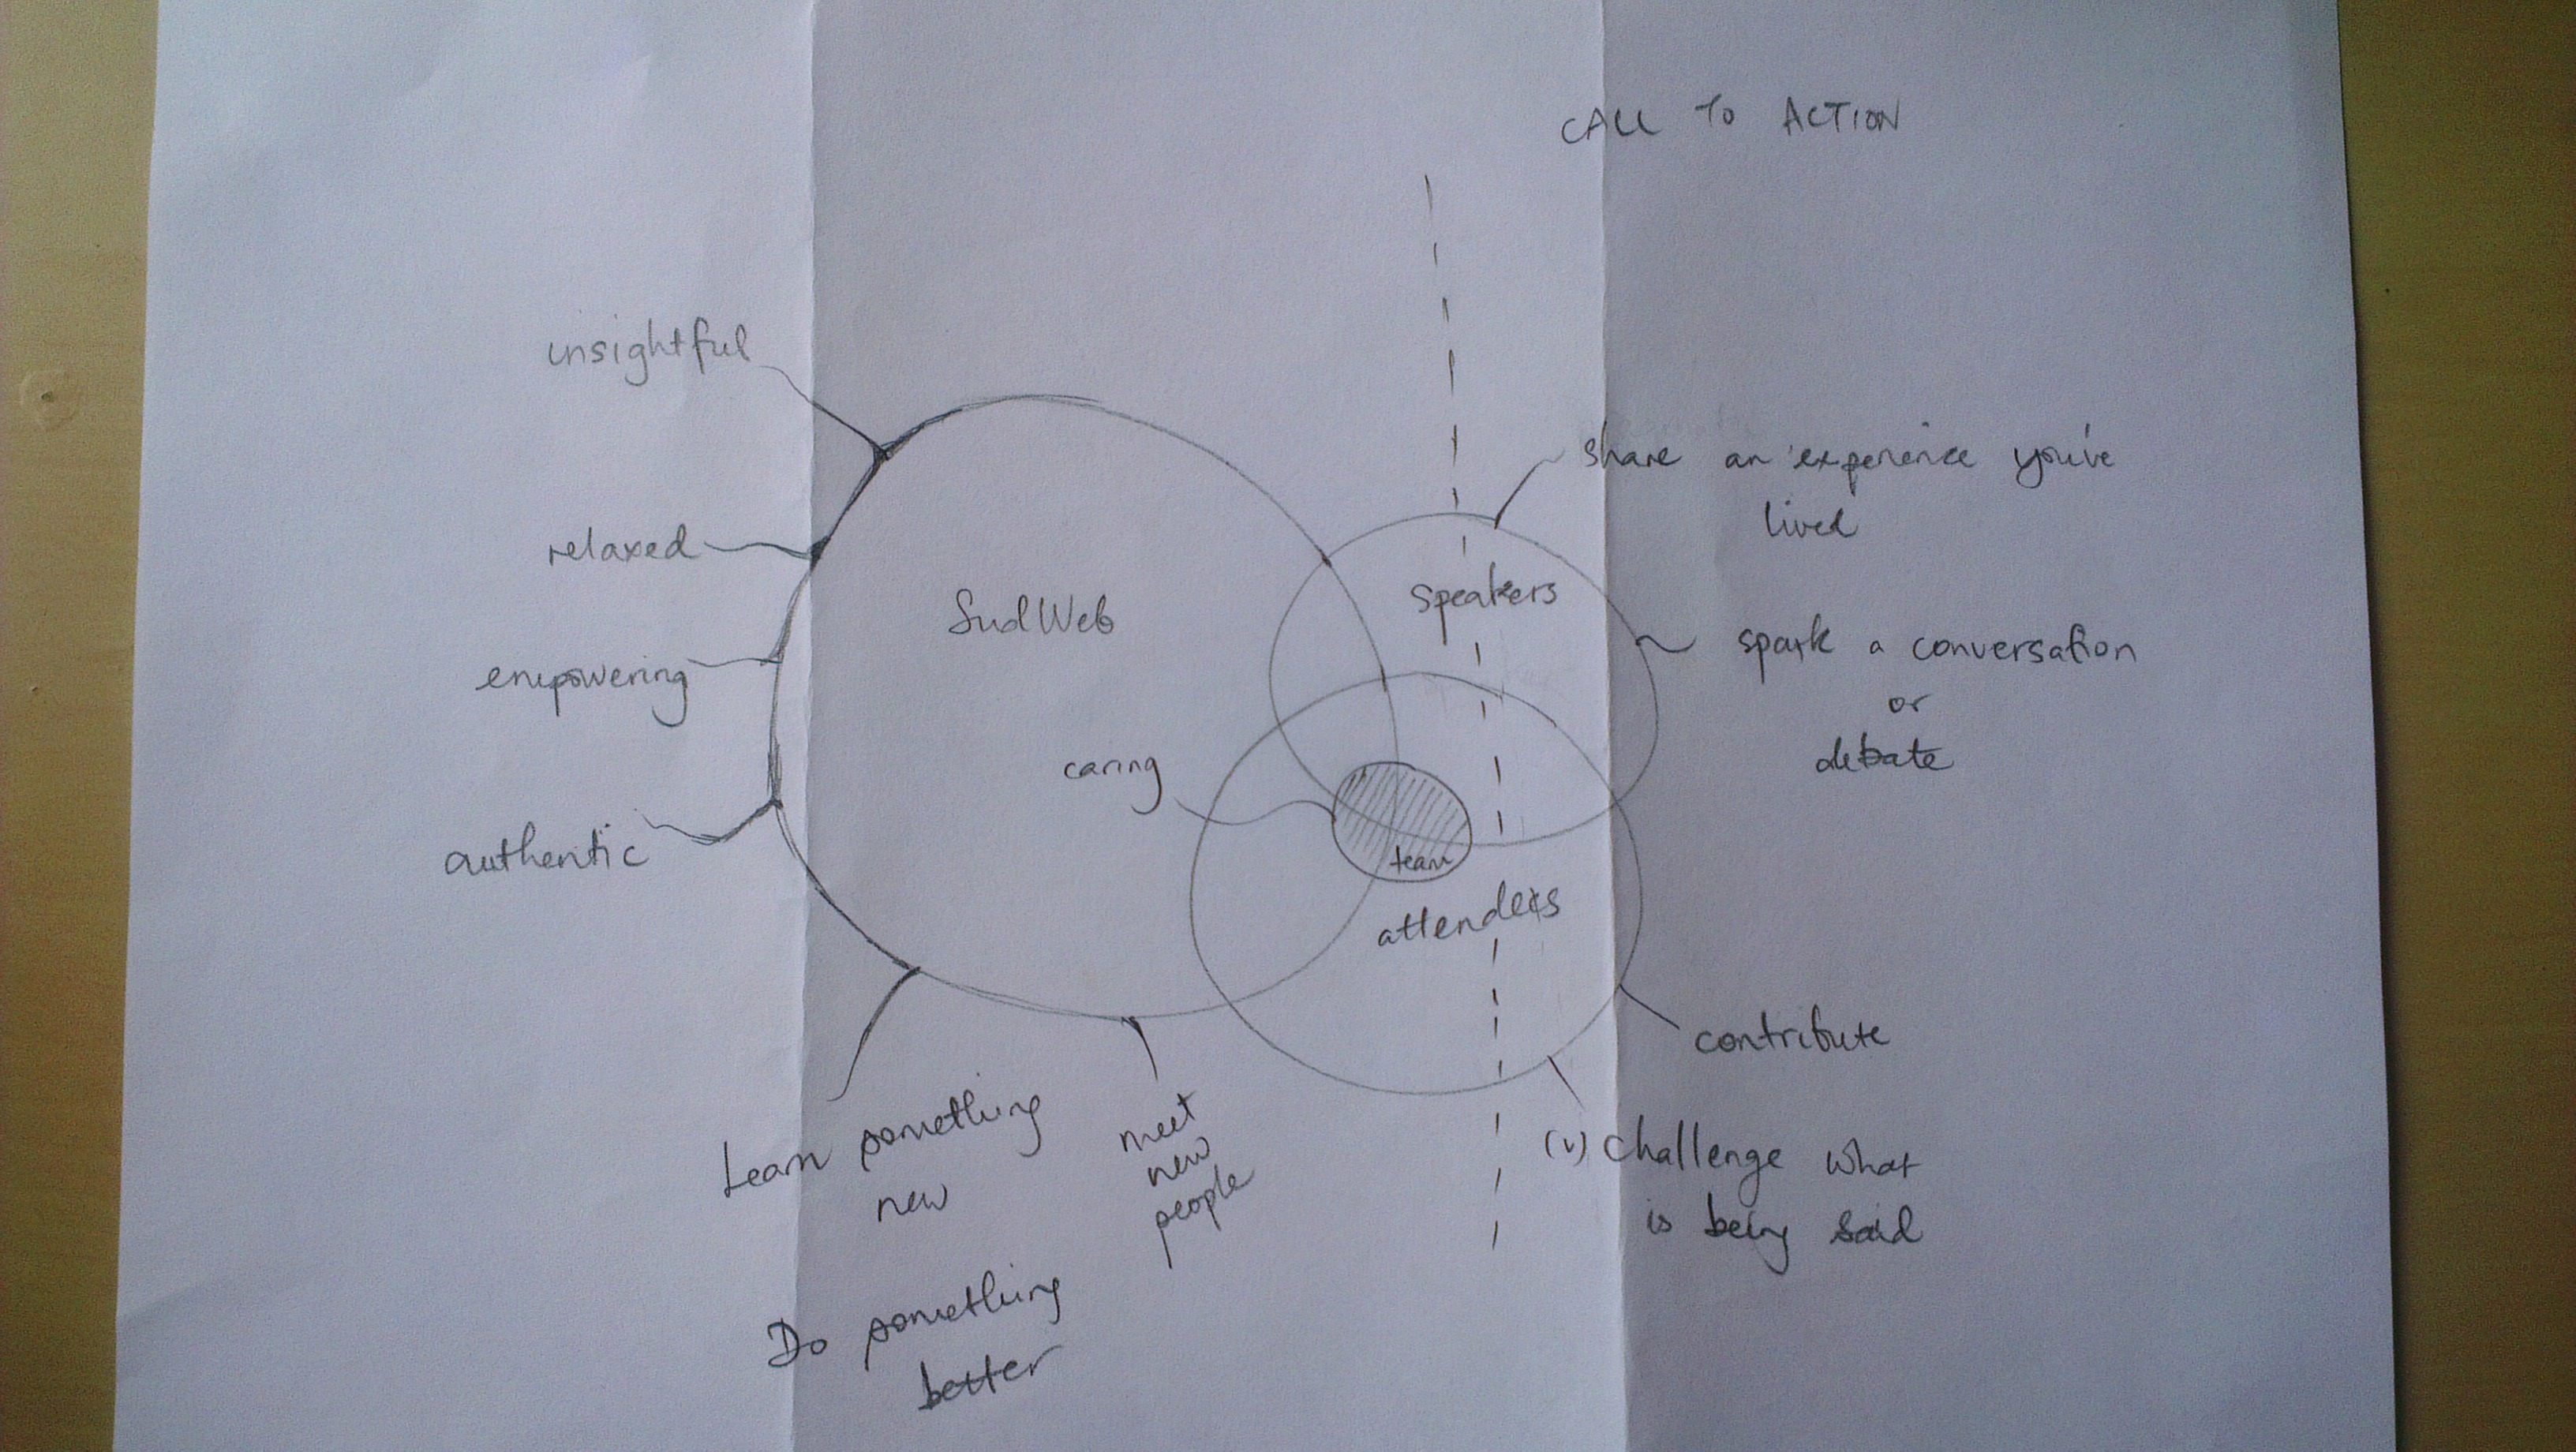 CALL TO ACTION
insightful
relaxed
empowering
authentic
SudWeb
caring
speakers
team
attendees
share an experience you've
lived
spark a conversation
or
debate
contribute
(v) challenge what
is being said
Learn something
new
meet
new
people
Do something
better